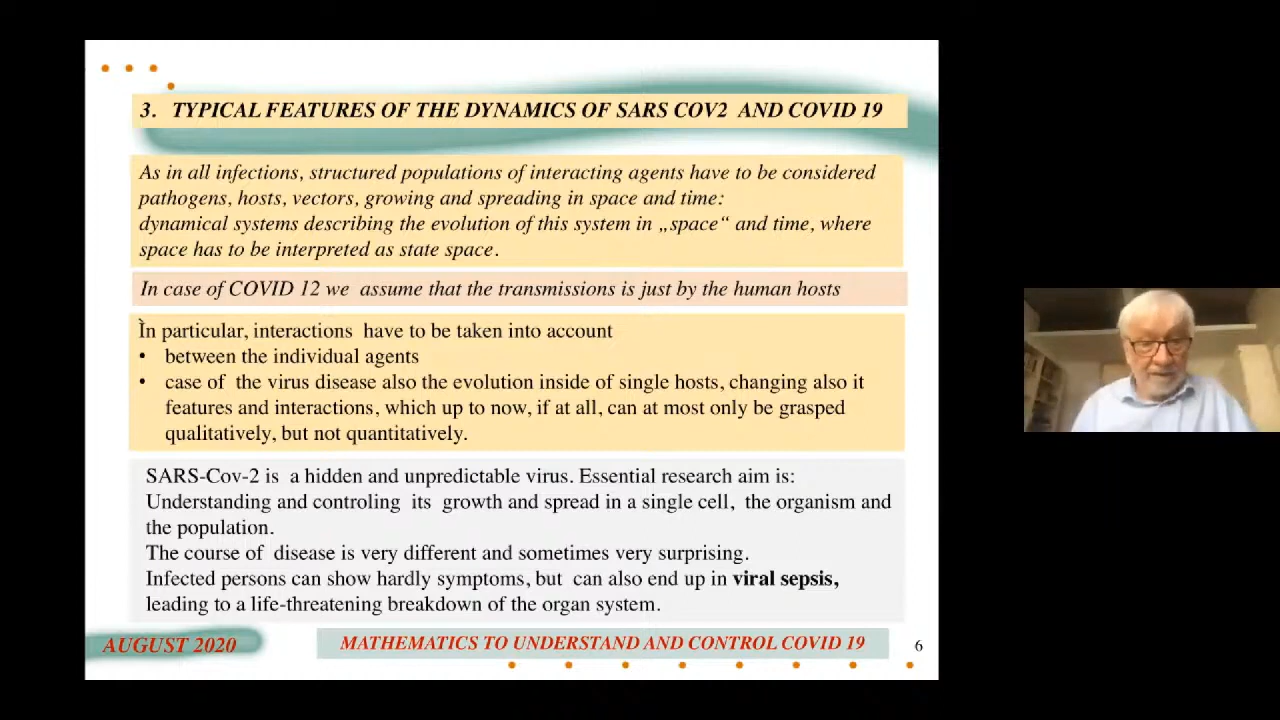 3. TYPICAL FEATURES OF THE DYNAMICS OF SARS COV2 AND COVID 19
As in all infections, structured populations of interacting agents have to be considered
pathogens, hosts, vectors, growing and spreading in space and time:
dynamical systems describing the evolution of this system in „space“ and time, where
space has to be interpreted as state space.
In case of COVID 12 we assume that the transmissions is just by the human hosts
Ìn particular, interactions have to be taken into account
• between the individual agents
• case of the virus disease also the evolution inside of single hosts, changing also it
features and interactions, which up to now, if at all, can at most only be grasped
qualitatively, but not quantitatively.
SARS-Cov-2 is a hidden and unpredictable virus. Essential research aim is:
Understanding and controling its growth and spread in a single cell, the organism and
the population.
The course of disease is very different and sometimes very surprising.
Infected persons can show hardly symptoms, but can also end up in viral sepsis,
leading to a life-threatening breakdown of the organ system.
AUGUST 2020
MATHEMATICS TO UNDERSTAND AND CONTROL COVID 19
6